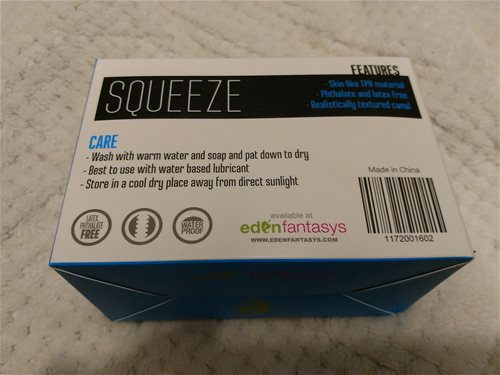 FEATURES
SQUEEZE
- Skin like TPR material
- Phthalate and latex free
- Realistically textured canal
CARE
- Wash with warm water and soap and pat down to dry
- Best to use with water based lubricant
- Store in a cool dry place away from direct sunlight
Made in China
LATEX,
PHTHALATE
FREE
WATER
PROOF
available at
edenfantasys
WWW.EDENFANTASYS.COM
1172001602